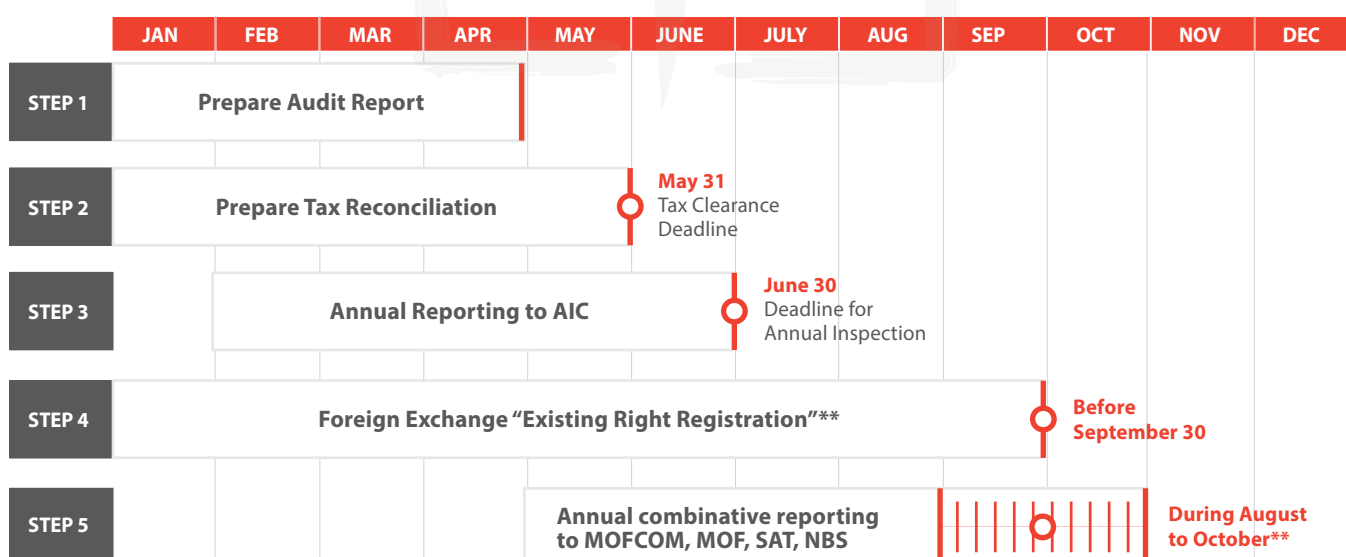 JAN FEB MAR APR MAY JUNE JULY AUG SEP OCT NOV DEC
STEP 1
Prepare Audit Report
STEP 2
Prepare Tax Reconciliation
May 31
Tax Clearance
Deadline
STEP 3
Annual Reporting to AIC
June 30
Deadline for
Annual Inspection
STEP 4
Foreign Exchange “Existing Right Registration”**
Before
September 30
STEP 5
Annual combinative reporting
to MOFCOM, MOF, SAT, NBS
During August
to October**